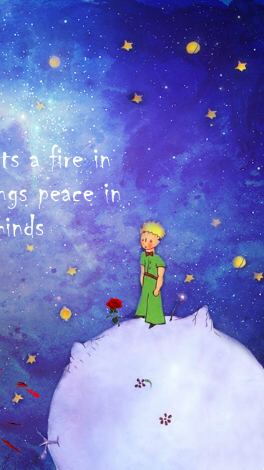 ts a fire in
ngs peace in
minds